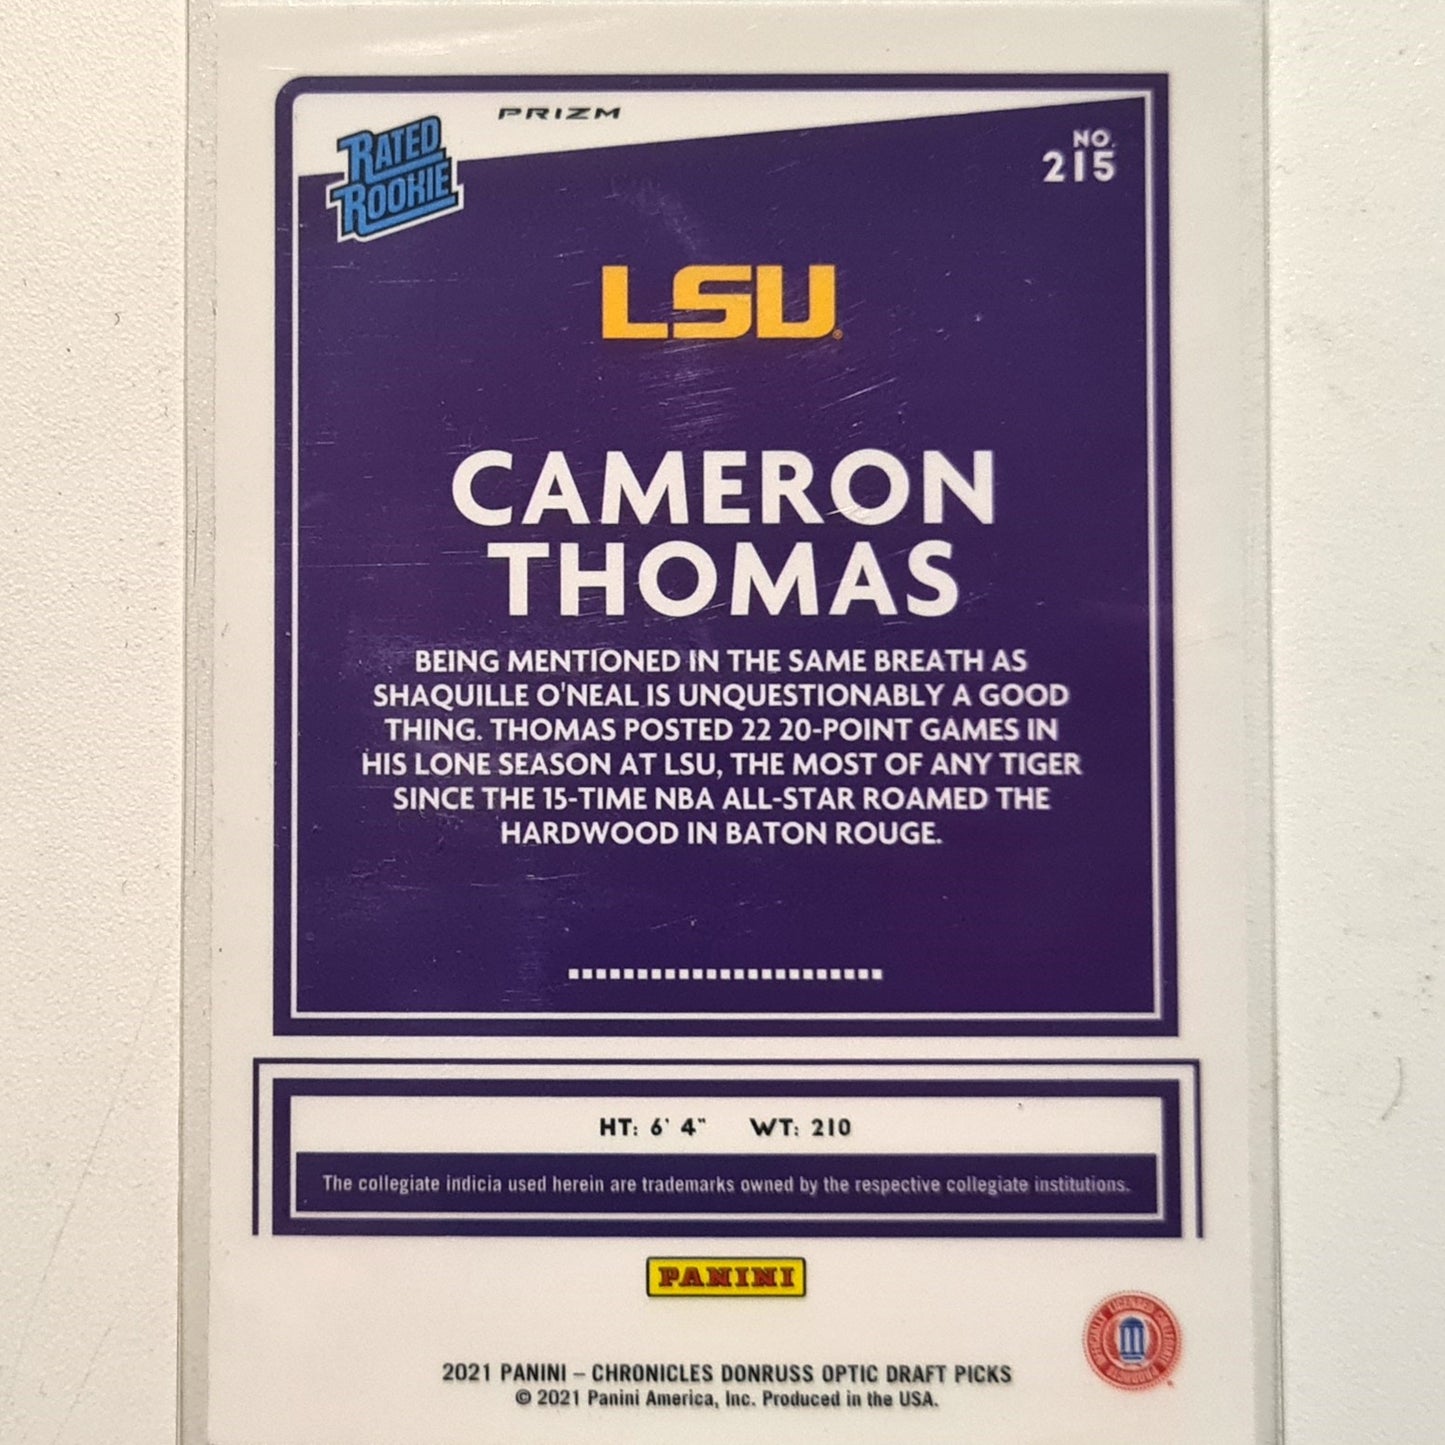 PRIZM
RATED
ROOKIE
NO.
215
LSU
CAMERON
THOMAS
BEING MENTIONED IN THE SAME BREATH AS
SHAQUILLE O'NEAL IS UNQUESTIONABLY A GOOD
THING. THOMAS POSTED 22 20-POINT GAMES IN
HIS LONE SEASON AT LSU, THE MOST OF ANY TIGER
SINCE THE 15-TIME NBA ALL-STAR ROAMED THE
HARDWOOD IN BATON ROUGE.
HT: 6' 4" WT: 210
The collegiate indicia used herein are trademarks owned by the respective collegiate institutions.
PANINI
OFFICIALLY LICENSED COLLEGIATE PRODUCTS
2021 PANINI – CHRONICLES DONRUSS OPTIC DRAFT PICKS
© 2021 Panini America, Inc. Produced in the USA.